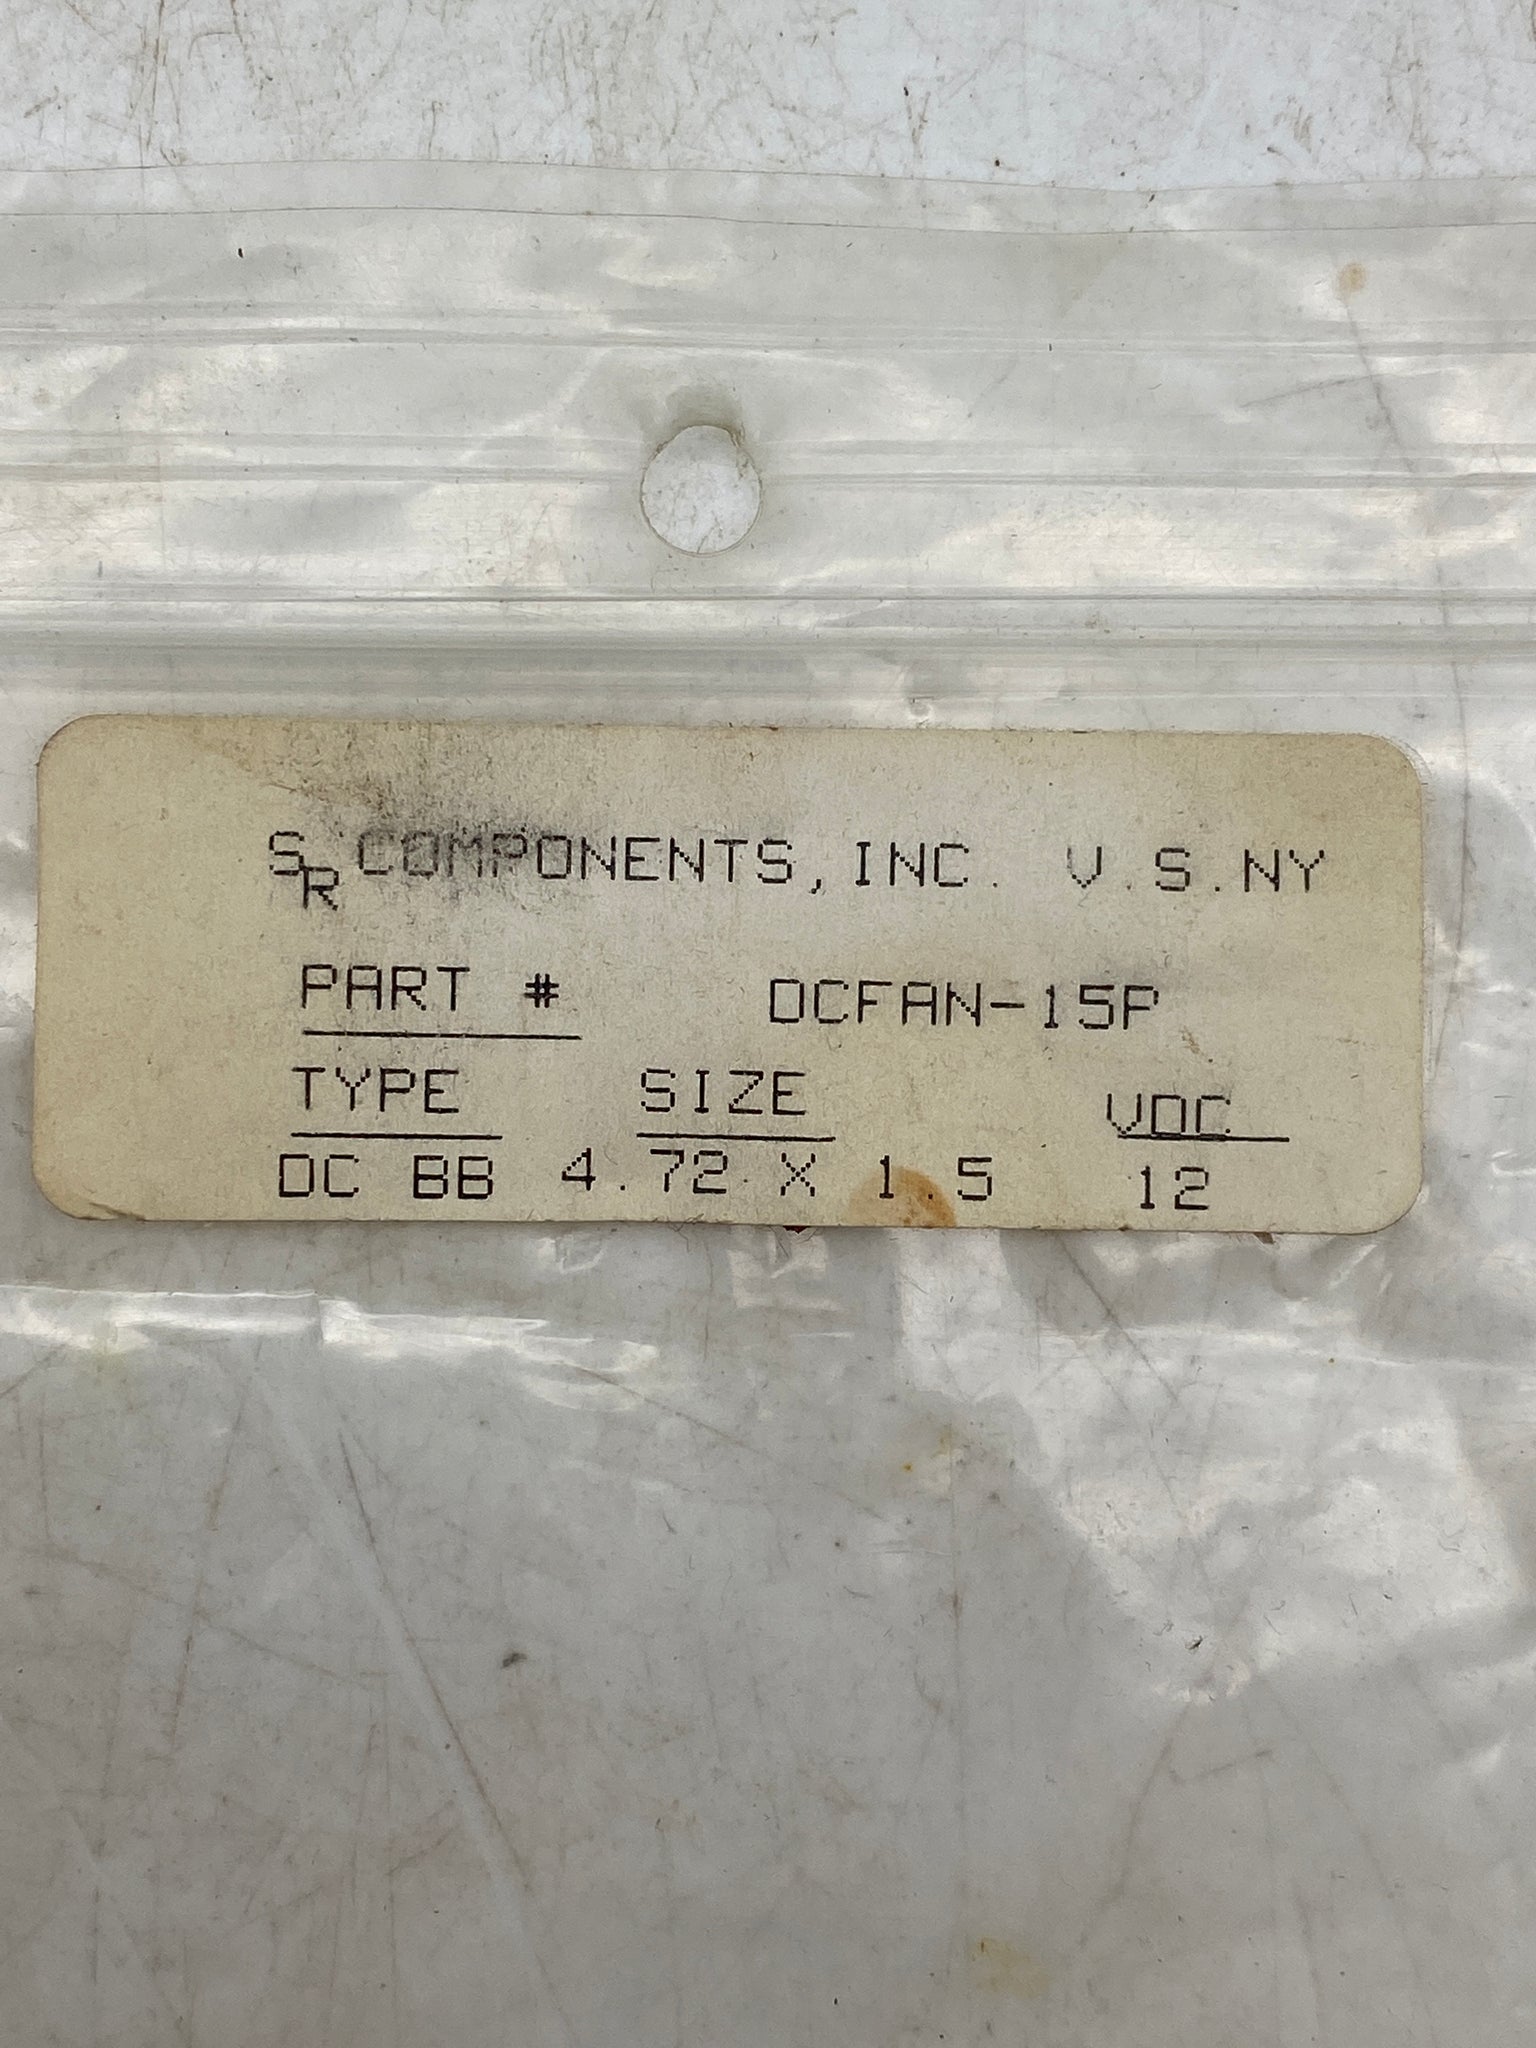 SR COMPONENTS, INC. V.S.NY
PART # DCFAN-15P
TYPE SIZE VDC
DC BB 4.72 X 1.5 12